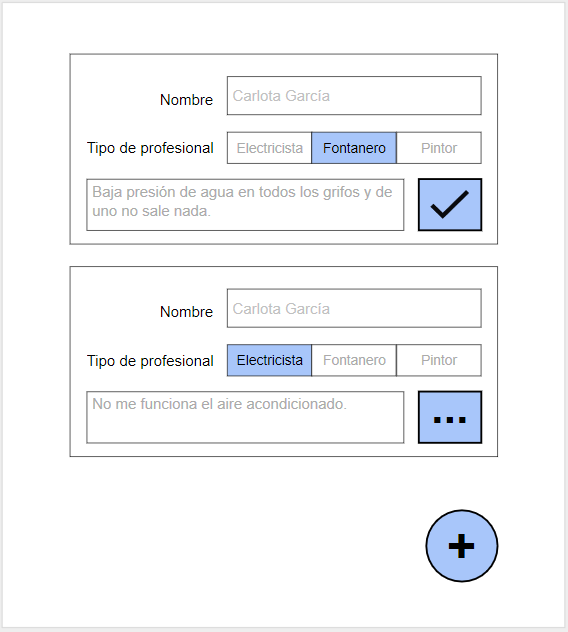 Nombre
Carlota García
Tipo de profesional
Electricista
Fontanero
Pintor
Baja presión de agua en todos los grifos y de
uno no sale nada.
Nombre
Carlota García
Tipo de profesional
Electricista
Fontanero
Pintor
No me funciona el aire acondicionado.
...
+